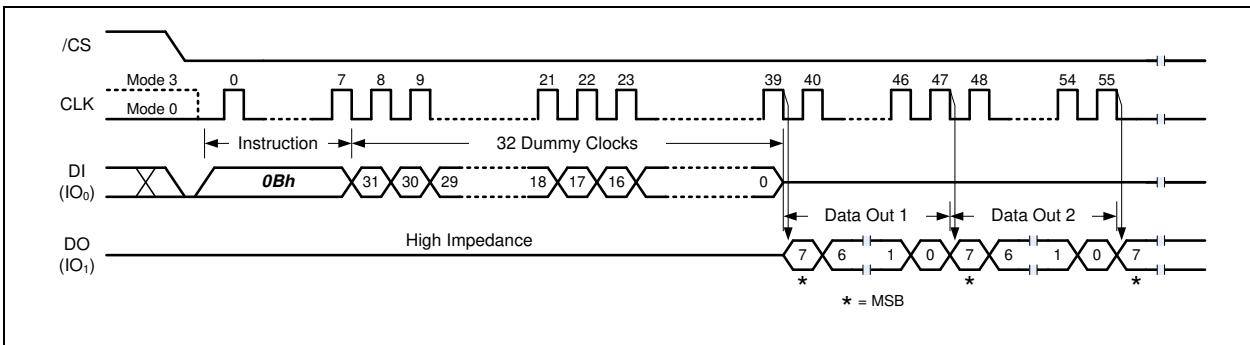 /CS
Mode 3 0 7 8 9 21 22 23 39 40 46 47 48 54 55
CLK Mode 0
Instruction 32 Dummy Clocks
DI
(IO₀)
0Bh 31 30 29 18 17 16 0
Data Out 1 Data Out 2
DO
(IO₁)
High Impedance
7 6 1 0 7 6 1 0 7
* * *
* = MSB